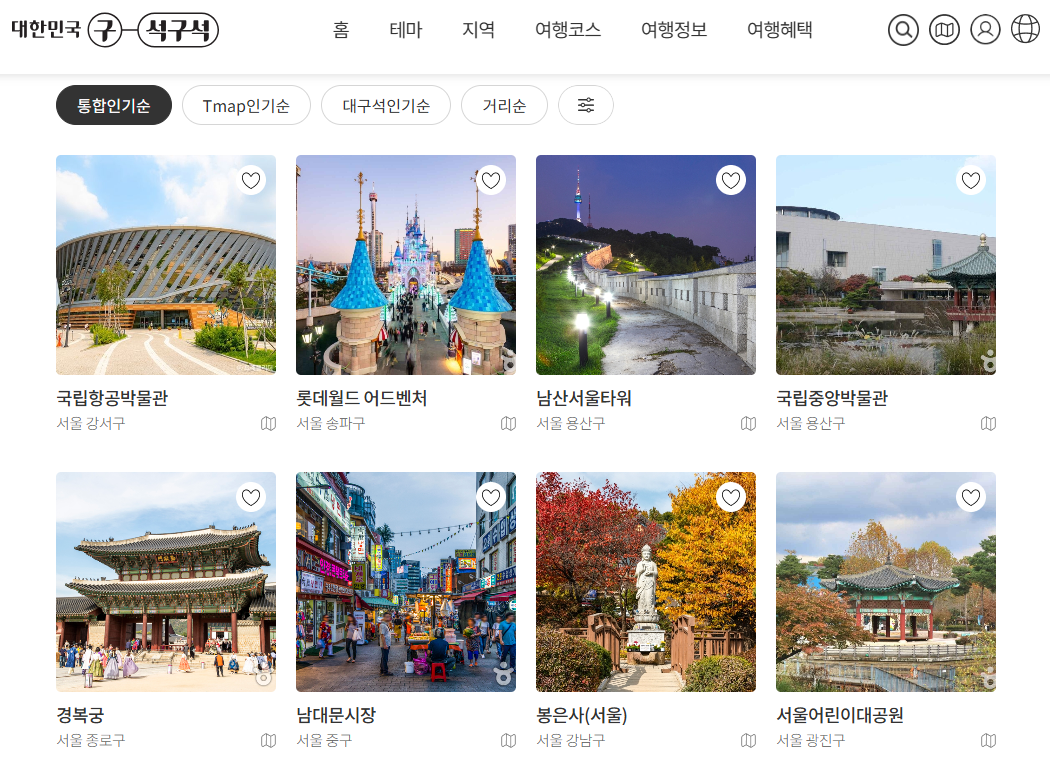 대한민국 구석구석
홈 테마 지역 여행코스 여행정보 여행혜택
통합인기순 Tmap인기순 대구석인기순 거리순
국립항공박물관 롯데월드 어드벤처 남산서울타워 국립중앙박물관
서울 강서구 서울 송파구 서울 용산구 서울 용산구
경복궁 남대문시장 봉은사(서울) 서울어린이대공원
서울 종로구 서울 중구 서울 강남구 서울 광진구